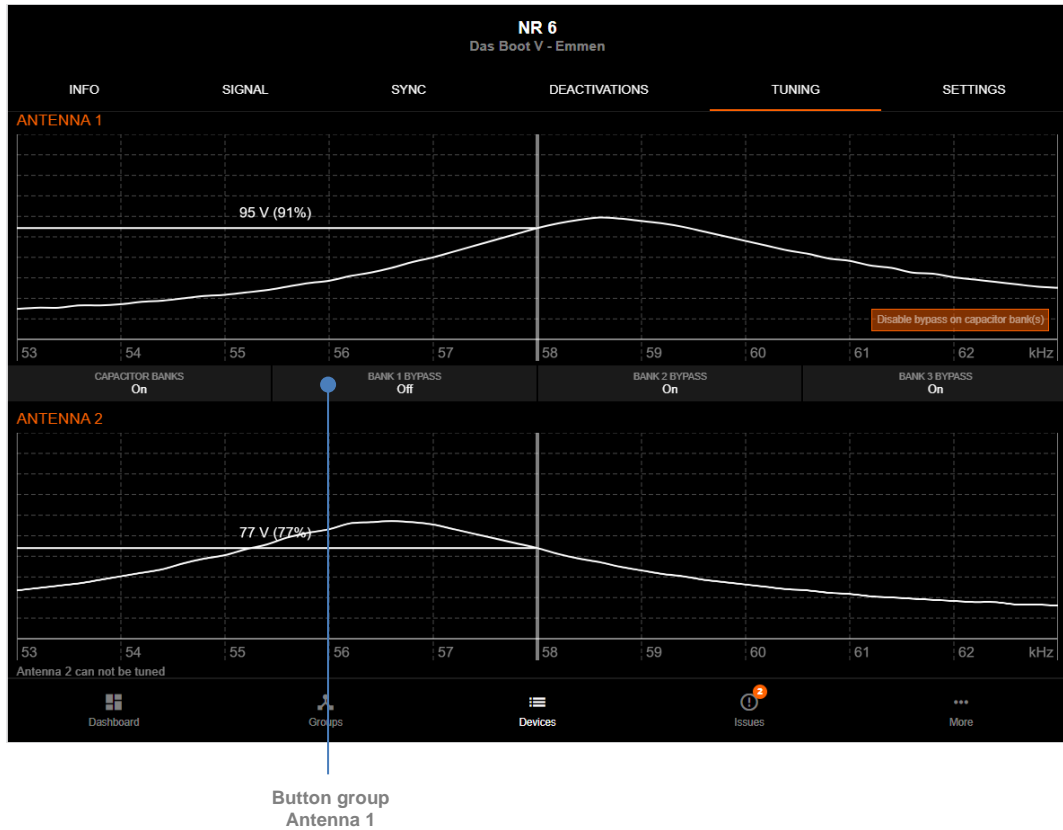 NR 6
Das Boot V - Emmen
INFO SIGNAL SYNC DEACTIVATIONS TUNING SETTINGS
ANTENNA 1
95 V (91%)
Disable bypass on capacitor bank(s)
53 54 55 56 57 58 59 60 61 62 kHz
CAPACITOR BANKS BANK 1 BYPASS BANK 2 BYPASS BANK 3 BYPASS
On Off On On
ANTENNA 2
77 V (77%)
53 54 55 56 57 58 59 60 61 62 kHz
Antenna 2 can not be tuned
2
Dashboard Groups Devices Issues More
Button group
Antenna 1